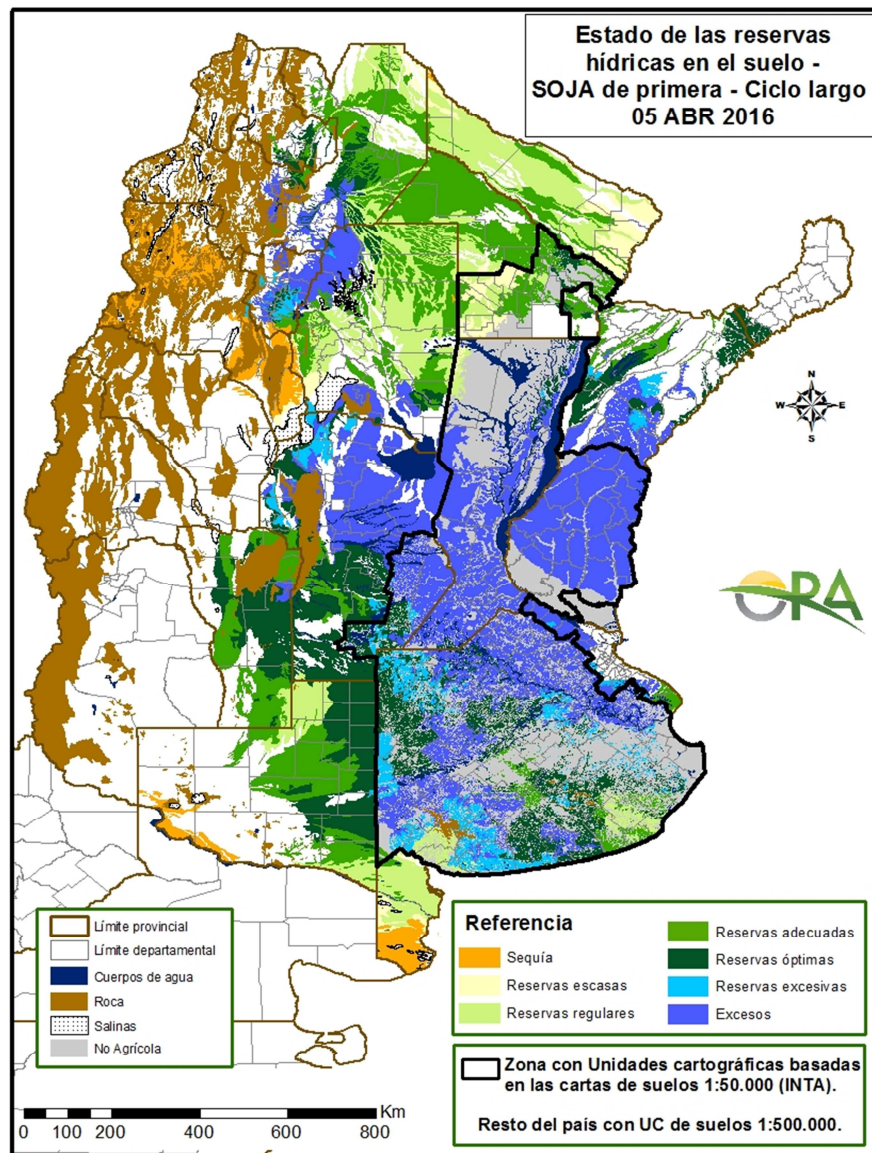 Estado de las reservas
hídricas en el suelo -
SOJA de primera - Ciclo largo
05 ABR 2016
N
W E
S
ORA
Límite provincial
Límite departamental
Cuerpos de agua
Roca
Salinas
No Agrícola
Referencia
Sequía
Reservas escasas
Reservas regulares
Reservas adecuadas
Reservas óptimas
Reservas excesivas
Excesos
Zona con Unidades cartográficas basadas
en las cartas de suelos 1:50.000 (INTA).
Resto del país con UC de suelos 1:500.000.
Km
0 100 200 400 600 800